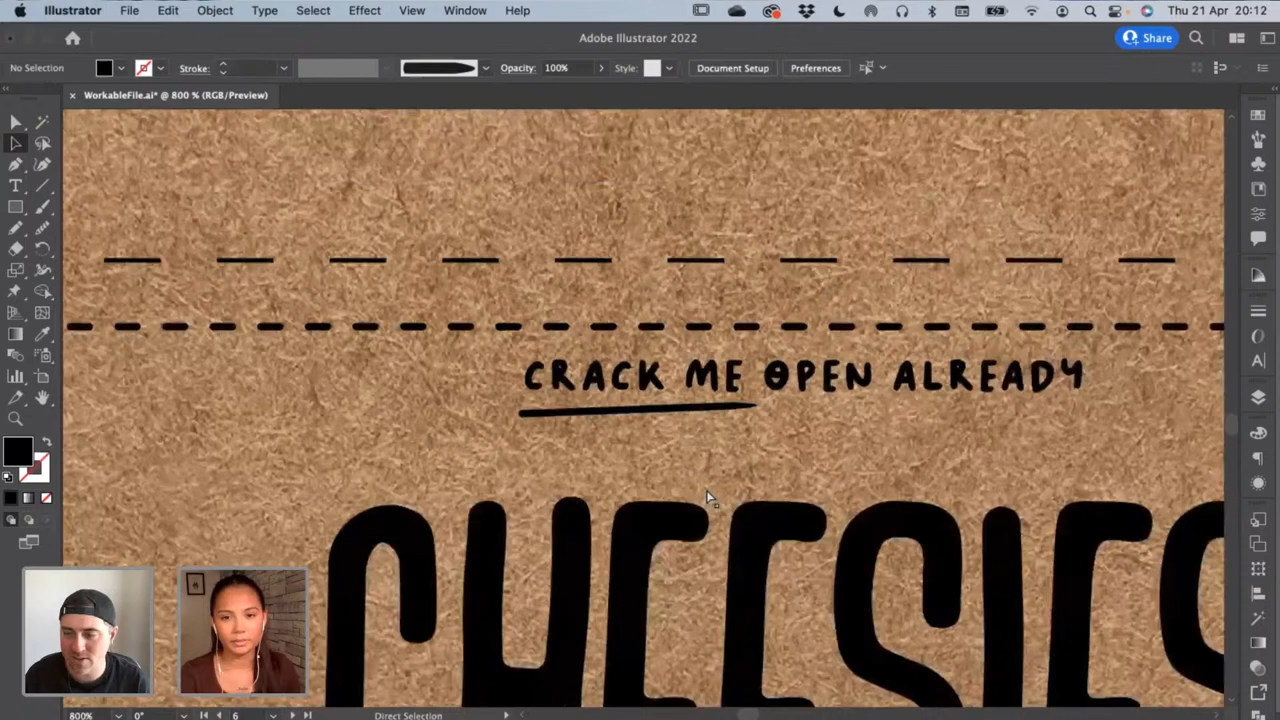 Illustrator File Edit Object Type Select Effect View Window Help Thu 21 Apr 20:12
Adobe Illustrator 2022 Share
No Selection Stroke: Opacity: 100% Style: Document Setup Preferences
× WorkableFile.ai* @ 800 % (RGB/Preview)
CRACK ME OPEN ALREADY
CHEESIES
800% 0° 6 Direct Selection